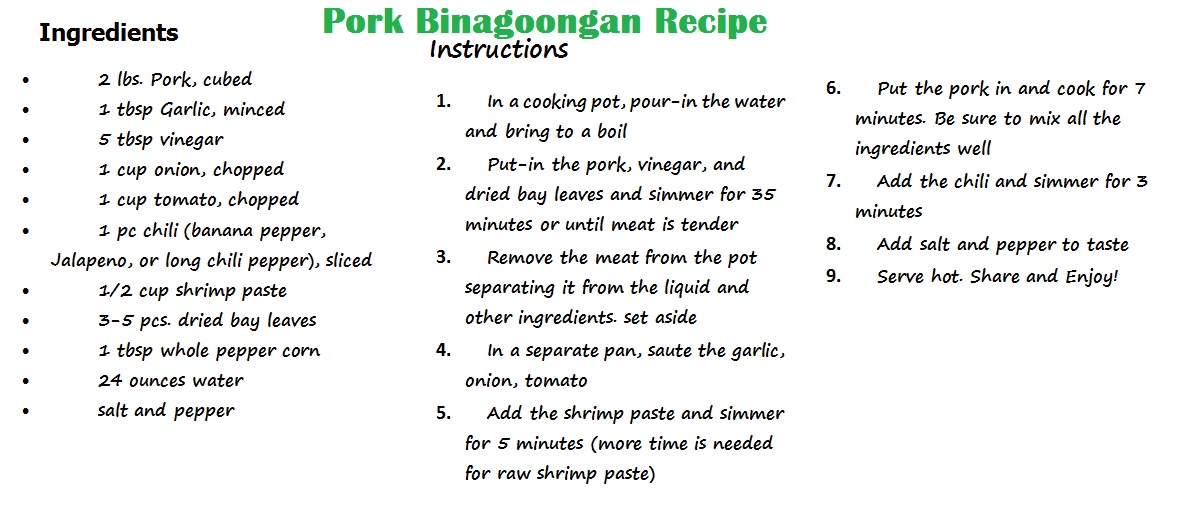 Pork Binagoongan Recipe
Ingredients
• 2 lbs. Pork, cubed
• 1 tbsp Garlic, minced
• 5 tbsp vinegar
• 1 cup onion, chopped
• 1 cup tomato, chopped
• 1 pc chili (banana pepper,
Jalapeno, or long chili pepper), sliced
• 1/2 cup shrimp paste
• 3-5 pcs. dried bay leaves
• 1 tbsp whole pepper corn
• 24 ounces water
• salt and pepper
Instructions
1. In a cooking pot, pour-in the water
and bring to a boil
2. Put-in the pork, vinegar, and
dried bay leaves and simmer for 35
minutes or until meat is tender
3. Remove the meat from the pot
separating it from the liquid and
other ingredients. set aside
4. In a separate pan, saute the garlic,
onion, tomato
5. Add the shrimp paste and simmer
for 5 minutes (more time is needed
for raw shrimp paste)
6. Put the pork in and cook for 7
minutes. Be sure to mix all the
ingredients well
7. Add the chili and simmer for 3
minutes
8. Add salt and pepper to taste
9. Serve hot. Share and Enjoy!